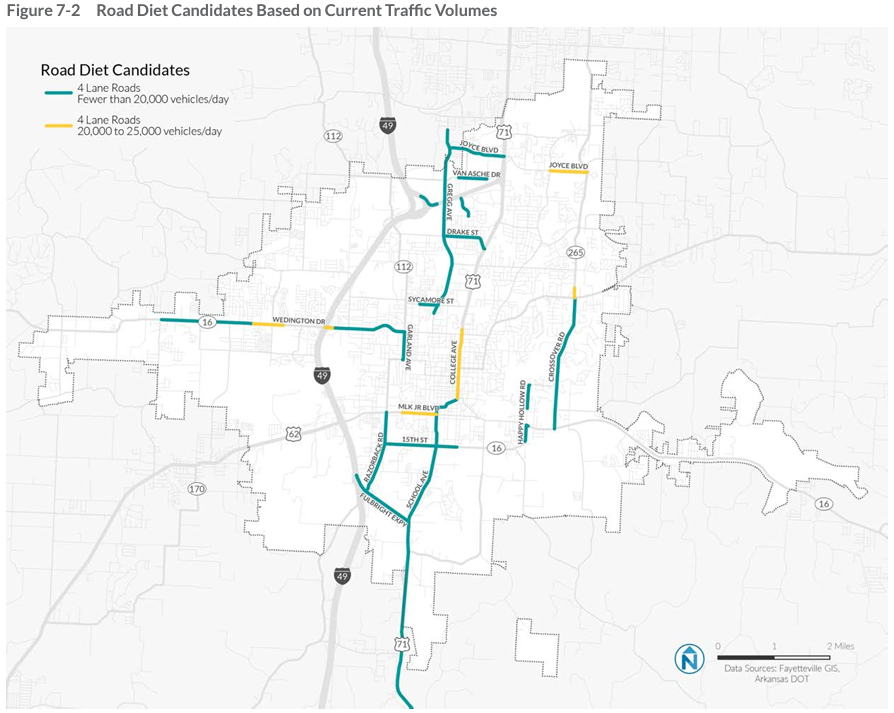 Figure 7-2 Road Diet Candidates Based on Current Traffic Volumes
Road Diet Candidates
4 Lane Roads
Fewer than 20,000 vehicles/day
4 Lane Roads
20,000 to 25,000 vehicles/day
49
112
71
JOYCE BLVD
JOYCE BLVD
VAN ASCHE DR
GREGG AVE
DRAKE ST
265
112
71
SYCAMORE ST
16
WEDINGTON DR
GARLAND AVE
COLLEGE AVE
CROSSOVER RD
49
HAPPY HOLLOW RD
MLK JR BLVD
62
15TH ST
16
RAZORBACK RD
SCHOOL AVE
170
FULBRIGHT EXPY
16
49
71
N
0 1 2 Miles
Data Sources: Fayetteville GIS,
Arkansas DOT